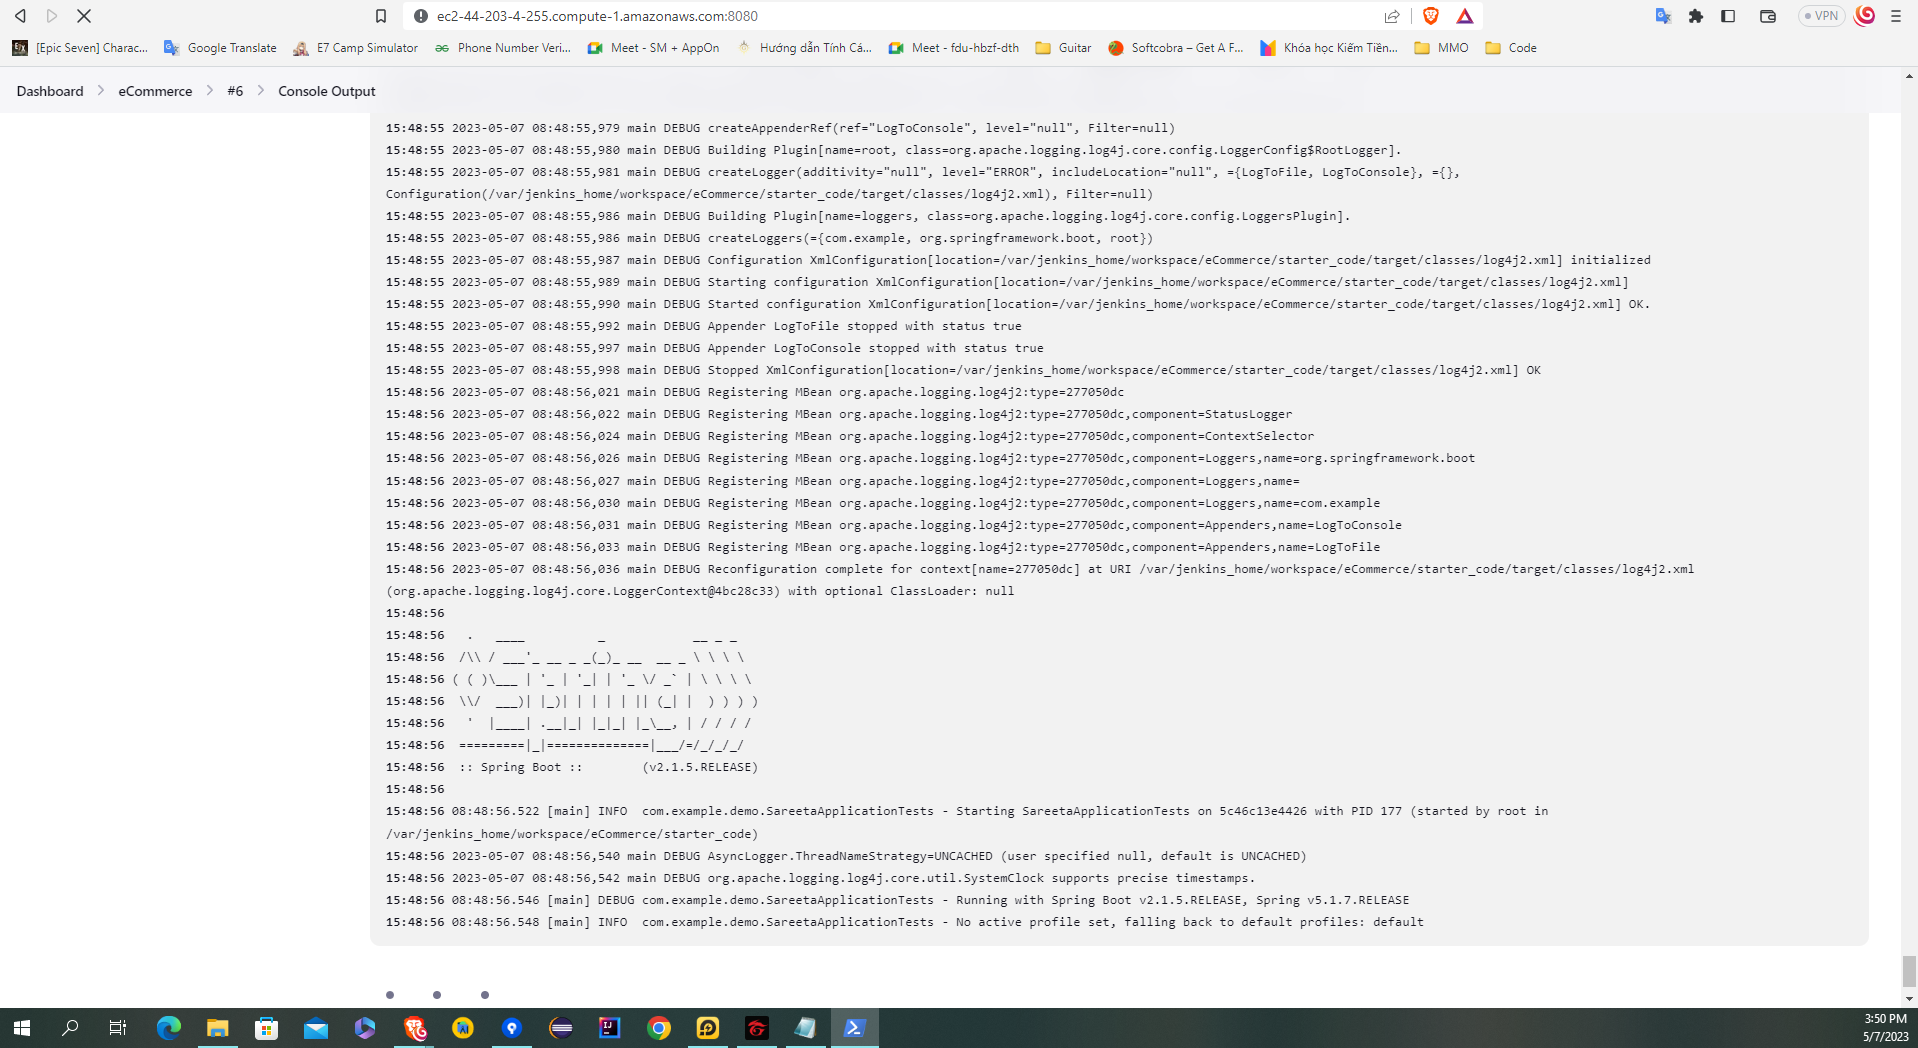 ec2-44-203-4-255.compute-1.amazonaws.com:8080
VPN
[Epic Seven] Charac...
Google Translate
E7 Camp Simulator
Phone Number Veri...
Meet - SM + AppOn
Hướng dẫn Tính Cá...
Meet - fdu-hbzf-dth
Guitar
Softcobra – Get A F...
Khóa học Kiếm Tiền...
MMO
Code
Dashboard
eCommerce
#6
Console Output
15:48:55 2023-05-07 08:48:55,979 main DEBUG createAppenderRef(ref="LogToConsole", level="null", Filter=null)
15:48:55 2023-05-07 08:48:55,980 main DEBUG Building Plugin[name=root, class=org.apache.logging.log4j.core.config.LoggerConfig$RootLogger].
15:48:55 2023-05-07 08:48:55,981 main DEBUG createLogger(additivity="null", level="ERROR", includeLocation="null", ={LogToFile, LogToConsole}, ={},
Configuration(/var/jenkins_home/workspace/eCommerce/starter_code/target/classes/log4j2.xml), Filter=null)
15:48:55 2023-05-07 08:48:55,986 main DEBUG Building Plugin[name=loggers, class=org.apache.logging.log4j.core.config.LoggersPlugin].
15:48:55 2023-05-07 08:48:55,986 main DEBUG createLoggers(={com.example, org.springframework.boot, root})
15:48:55 2023-05-07 08:48:55,987 main DEBUG Configuration XmlConfiguration[location=/var/jenkins_home/workspace/eCommerce/starter_code/target/classes/log4j2.xml] initialized
15:48:55 2023-05-07 08:48:55,989 main DEBUG Starting configuration XmlConfiguration[location=/var/jenkins_home/workspace/eCommerce/starter_code/target/classes/log4j2.xml]
15:48:55 2023-05-07 08:48:55,990 main DEBUG Started configuration XmlConfiguration[location=/var/jenkins_home/workspace/eCommerce/starter_code/target/classes/log4j2.xml] OK.
15:48:55 2023-05-07 08:48:55,992 main DEBUG Appender LogToFile stopped with status true
15:48:55 2023-05-07 08:48:55,997 main DEBUG Appender LogToConsole stopped with status true
15:48:55 2023-05-07 08:48:55,998 main DEBUG Stopped XmlConfiguration[location=/var/jenkins_home/workspace/eCommerce/starter_code/target/classes/log4j2.xml] OK
15:48:56 2023-05-07 08:48:56,021 main DEBUG Registering MBean org.apache.logging.log4j2:type=277050dc
15:48:56 2023-05-07 08:48:56,022 main DEBUG Registering MBean org.apache.logging.log4j2:type=277050dc,component=StatusLogger
15:48:56 2023-05-07 08:48:56,024 main DEBUG Registering MBean org.apache.logging.log4j2:type=277050dc,component=ContextSelector
15:48:56 2023-05-07 08:48:56,026 main DEBUG Registering MBean org.apache.logging.log4j2:type=277050dc,component=Loggers,name=org.springframework.boot
15:48:56 2023-05-07 08:48:56,027 main DEBUG Registering MBean org.apache.logging.log4j2:type=277050dc,component=Loggers,name=
15:48:56 2023-05-07 08:48:56,030 main DEBUG Registering MBean org.apache.logging.log4j2:type=277050dc,component=Loggers,name=com.example
15:48:56 2023-05-07 08:48:56,031 main DEBUG Registering MBean org.apache.logging.log4j2:type=277050dc,component=Appenders,name=LogToConsole
15:48:56 2023-05-07 08:48:56,033 main DEBUG Registering MBean org.apache.logging.log4j2:type=277050dc,component=Appenders,name=LogToFile
15:48:56 2023-05-07 08:48:56,036 main DEBUG Reconfiguration complete for context[name=277050dc] at URI /var/jenkins_home/workspace/eCommerce/starter_code/target/classes/log4j2.xml
(org.apache.logging.log4j.core.LoggerContext@4bc28c33) with optional ClassLoader: null
15:48:56
15:48:56   .   ____          _            __ _ _
15:48:56  /\\ / ___'_ __ _ _(_)_ __  __ _ \ \ \ \
15:48:56 ( ( )\___ | '_ | '_| | '_ \/ _` | \ \ \ \
15:48:56  \\/  ___)| |_)| | | | | || (_| |  ) ) ) )
15:48:56   '  |____| .__|_| |_|_| |_\__, | / / / /
15:48:56  =========|_|==============|___/=/_/_/_/
15:48:56  :: Spring Boot ::        (v2.1.5.RELEASE)
15:48:56
15:48:56 08:48:56.522 [main] INFO  com.example.demo.SareetaApplicationTests - Starting SareetaApplicationTests on 5c46c13e4426 with PID 177 (started by root in
/var/jenkins_home/workspace/eCommerce/starter_code)
15:48:56 2023-05-07 08:48:56,540 main DEBUG AsyncLogger.ThreadNameStrategy=UNCACHED (user specified null, default is UNCACHED)
15:48:56 2023-05-07 08:48:56,542 main DEBUG org.apache.logging.log4j.core.util.SystemClock supports precise timestamps.
15:48:56 08:48:56.546 [main] DEBUG com.example.demo.SareetaApplicationTests - Running with Spring Boot v2.1.5.RELEASE, Spring v5.1.7.RELEASE
15:48:56 08:48:56.548 [main] INFO  com.example.demo.SareetaApplicationTests - No active profile set, falling back to default profiles: default
3:50 PM
5/7/2023